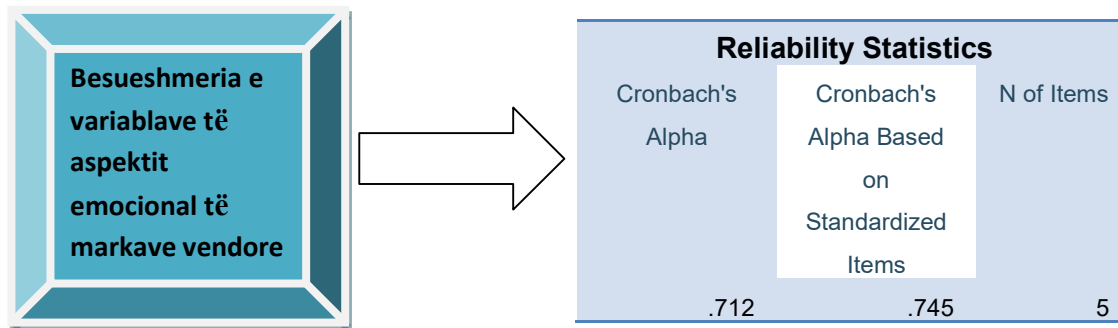 Besueshmeria e
variablave të
aspektit
emocional të
markave vendore
Reliability Statistics
Cronbach's Alpha
Cronbach's Alpha Based on Standardized Items
N of Items
.712 .745 5